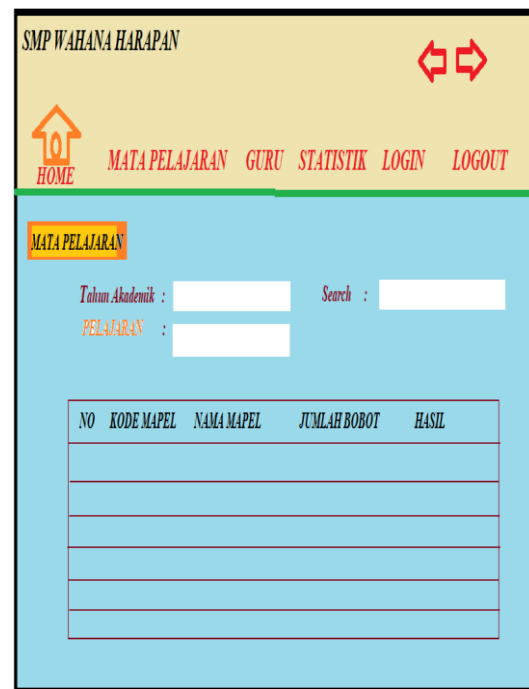 SMP WAHANA HARAPAN
HOME MATA PELAJARAN GURU STATISTIK LOGIN LOGOUT
MATA PELAJARAN
Tahun Akademik : Search :
PELAJARAN :
NO KODE MAPEL NAMA MAPEL JUMLAH BOBOT HASIL